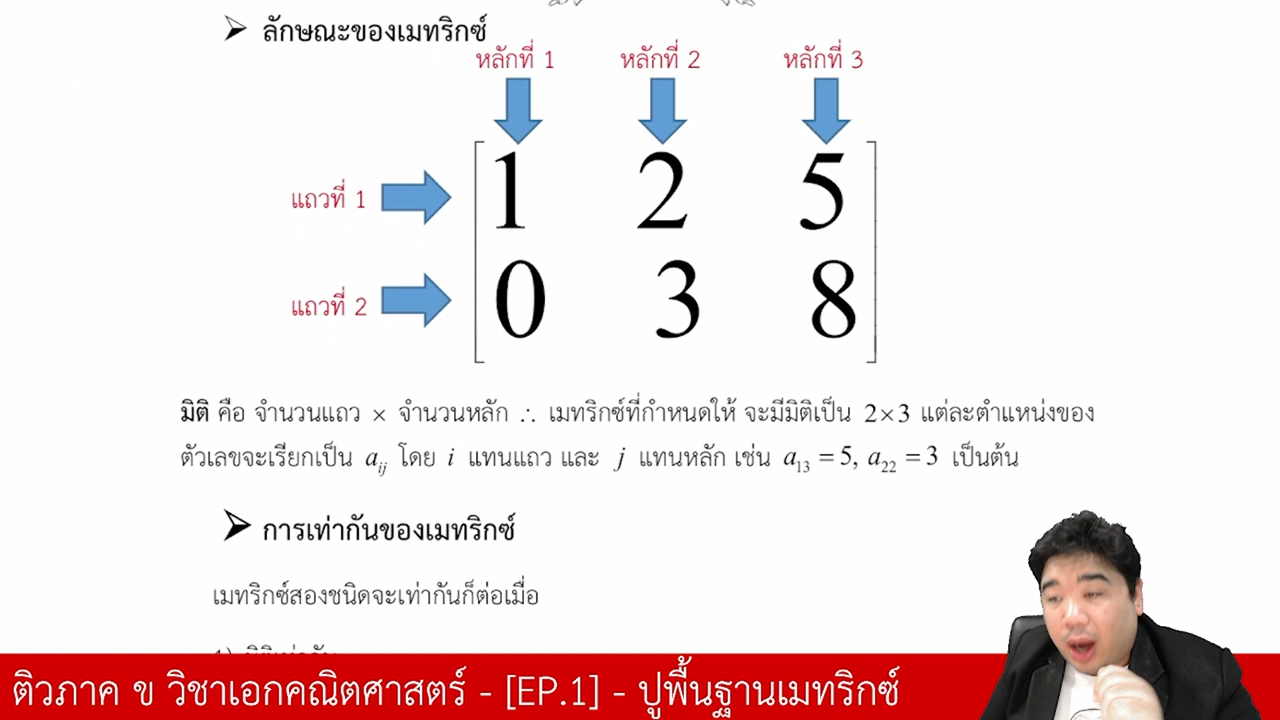 ➢ ลักษณะของเมทริกซ์
หลักที่ 1 หลักที่ 2 หลักที่ 3
แถวที่ 1 1 2 5
แถวที่ 2 0 3 8
มิติ คือ จำนวนแถว × จำนวนหลัก ∴ เมทริกซ์ที่กำหนดให้ จะมีมิติเป็น 2×3 แต่ละตำแหน่งของ
ตัวเลขจะเรียกเป็น a_ij โดย i แทนแถว และ j แทนหลัก เช่น a_13 = 5, a_22 = 3 เป็นต้น
➢ การเท่ากันของเมทริกซ์
เมทริกซ์สองชนิดจะเท่ากันก็ต่อเมื่อ
ติวภาค ข วิชาเอกคณิตศาสตร์ - [EP.1] - ปูพื้นฐานเมทริกซ์